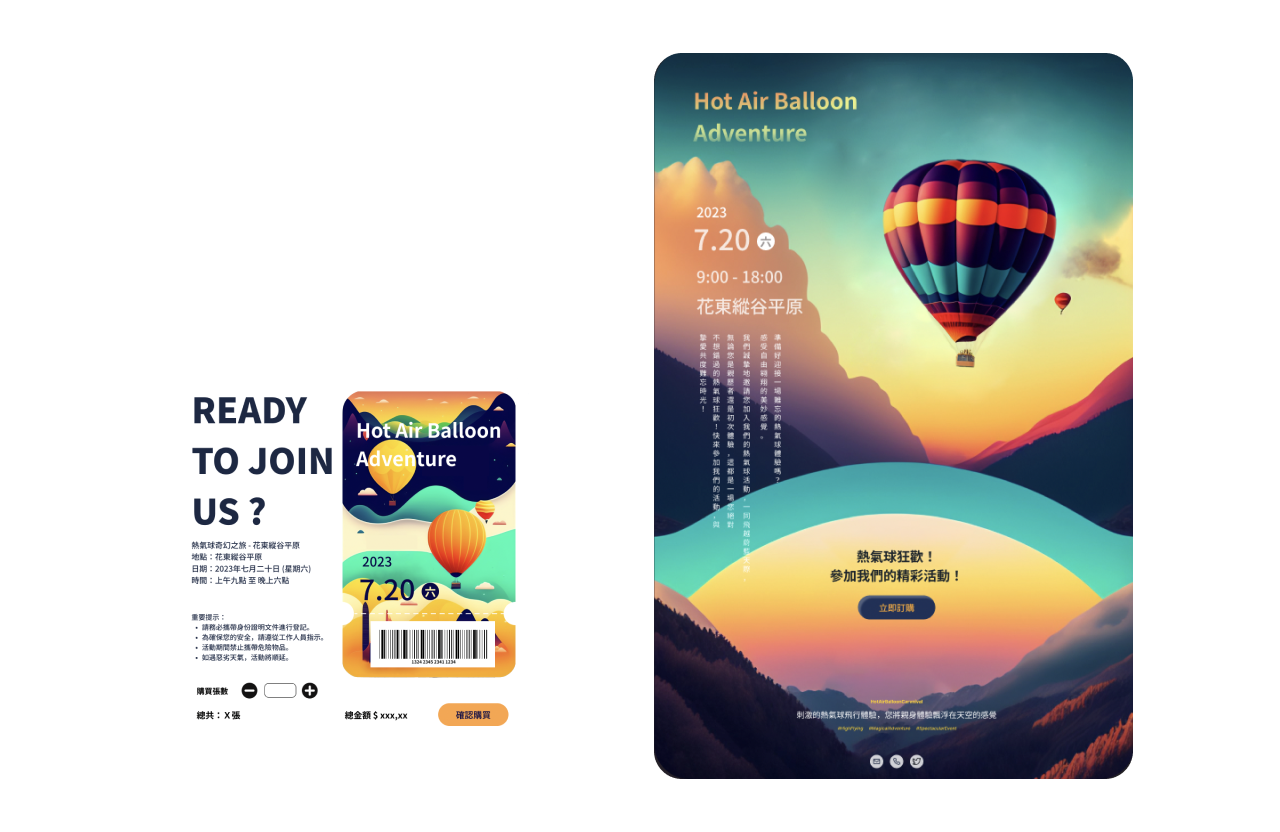 READY
TO JOIN
US ?
熱氣球奇幻之旅 - 花東縱谷平原
地點：花東縱谷平原
日期：2023年七月二十日 (星期六)
時間：上午九點 至 晚上六點
重要提示：
• 請務必攜帶身份證明文件進行登記。
• 為確保您的安全，請遵從工作人員指示。
• 活動期間禁止攜帶危險物品。
• 如遇惡劣天氣，活動將順延。
購買張數
總共： X 張
總金額 $ xxx,xx
確認購買
Hot Air Balloon
Adventure
2023
7.20 六
1324 2345 2341 1234
Hot Air Balloon
Adventure
2023
7.20 六
9:00 - 18:00
花東縱谷平原
準備好迎接一場難忘的熱氣球體驗嗎？
感受自由翱翔的美妙感覺。
我們誠摯地邀請您加入我們的熱氣球活動，一同飛越蔚藍天際，
無論您是親歷者還是初次體驗，這都是一場您絕對
不想錯過的熱氣球狂歡！快來參加我們的活動，與
摯愛共度難忘時光！
熱氣球狂歡！
參加我們的精彩活動！
立即訂購
HotAirBalloonCarnival
刺激的熱氣球飛行體驗，您將親身體驗飄浮在天空的感覺
#HighFlying #MagicalAdventure #SpectacularEvent